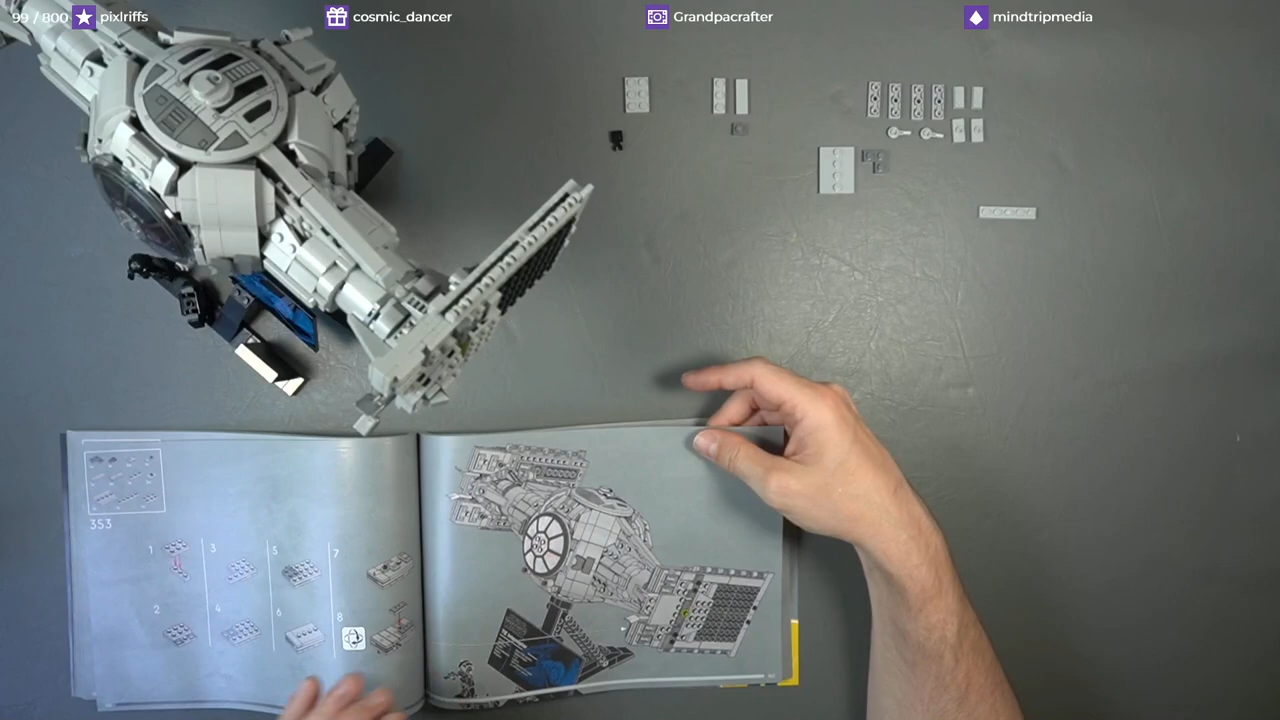 99 / 800 pixlriffs cosmic_dancer Grandpacrafter mindtripmedia
353
1 3 5 7
2 4 6 8